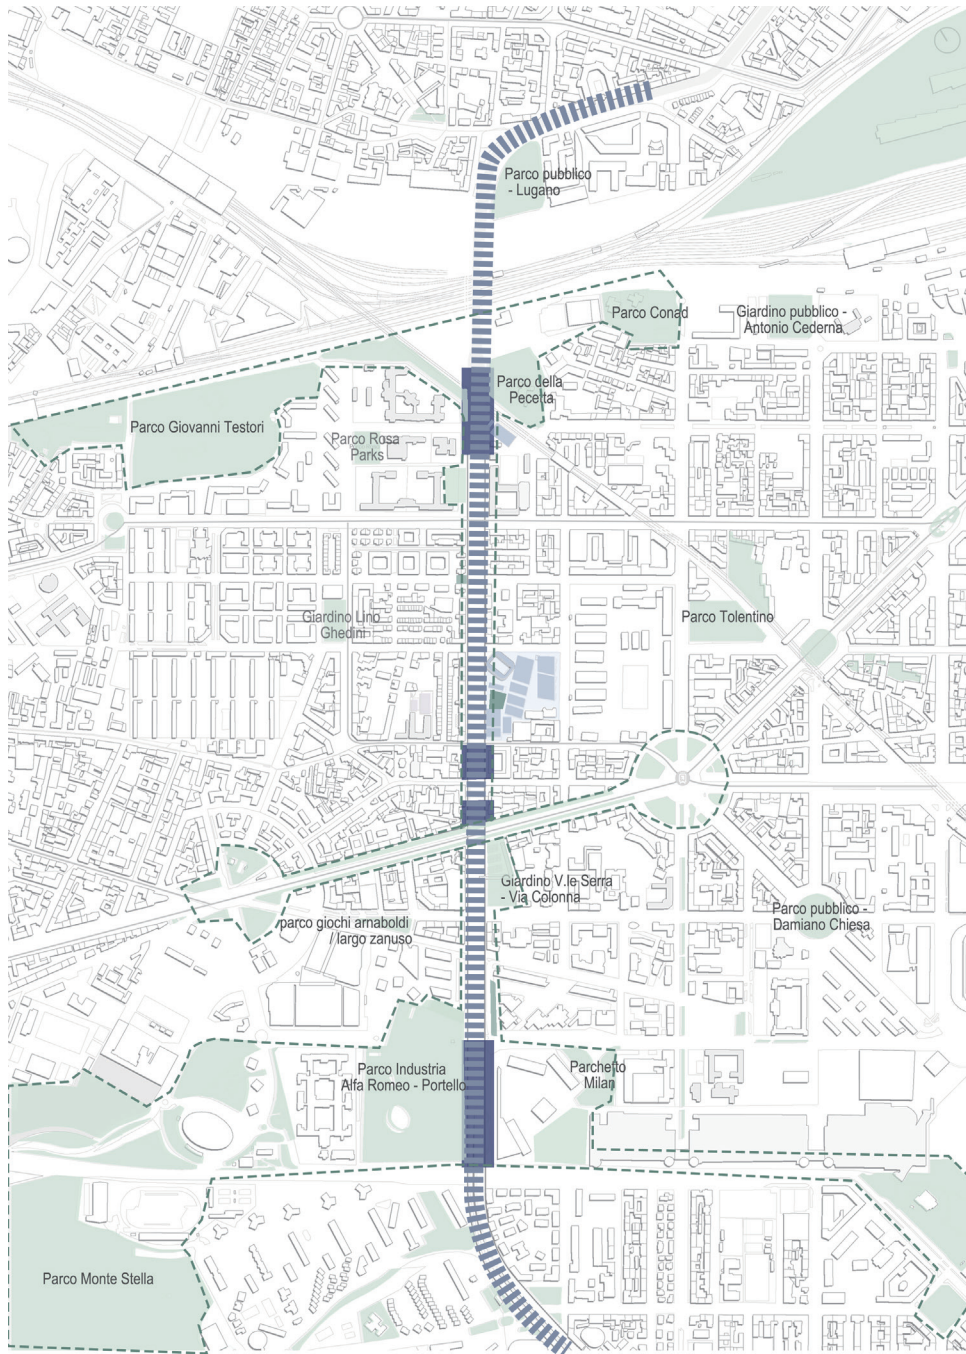 Parco pubblico
- Lugano
Parco Conad
Giardino pubblico -
Antonio Cederna
Parco della
Pecetta
Parco Giovanni Testori
Parco Rosa
Parks
Giardino Lino
Ghedini
Parco Tolentino
Giardino V.le Serra
- Via Colonna
Parco pubblico -
Damiano Chiesa
parco giochi arnaboldi
/ largo zanuso
Parco Industria
Alfa Romeo - Portello
Parchetto
Milan
Parco Monte Stella